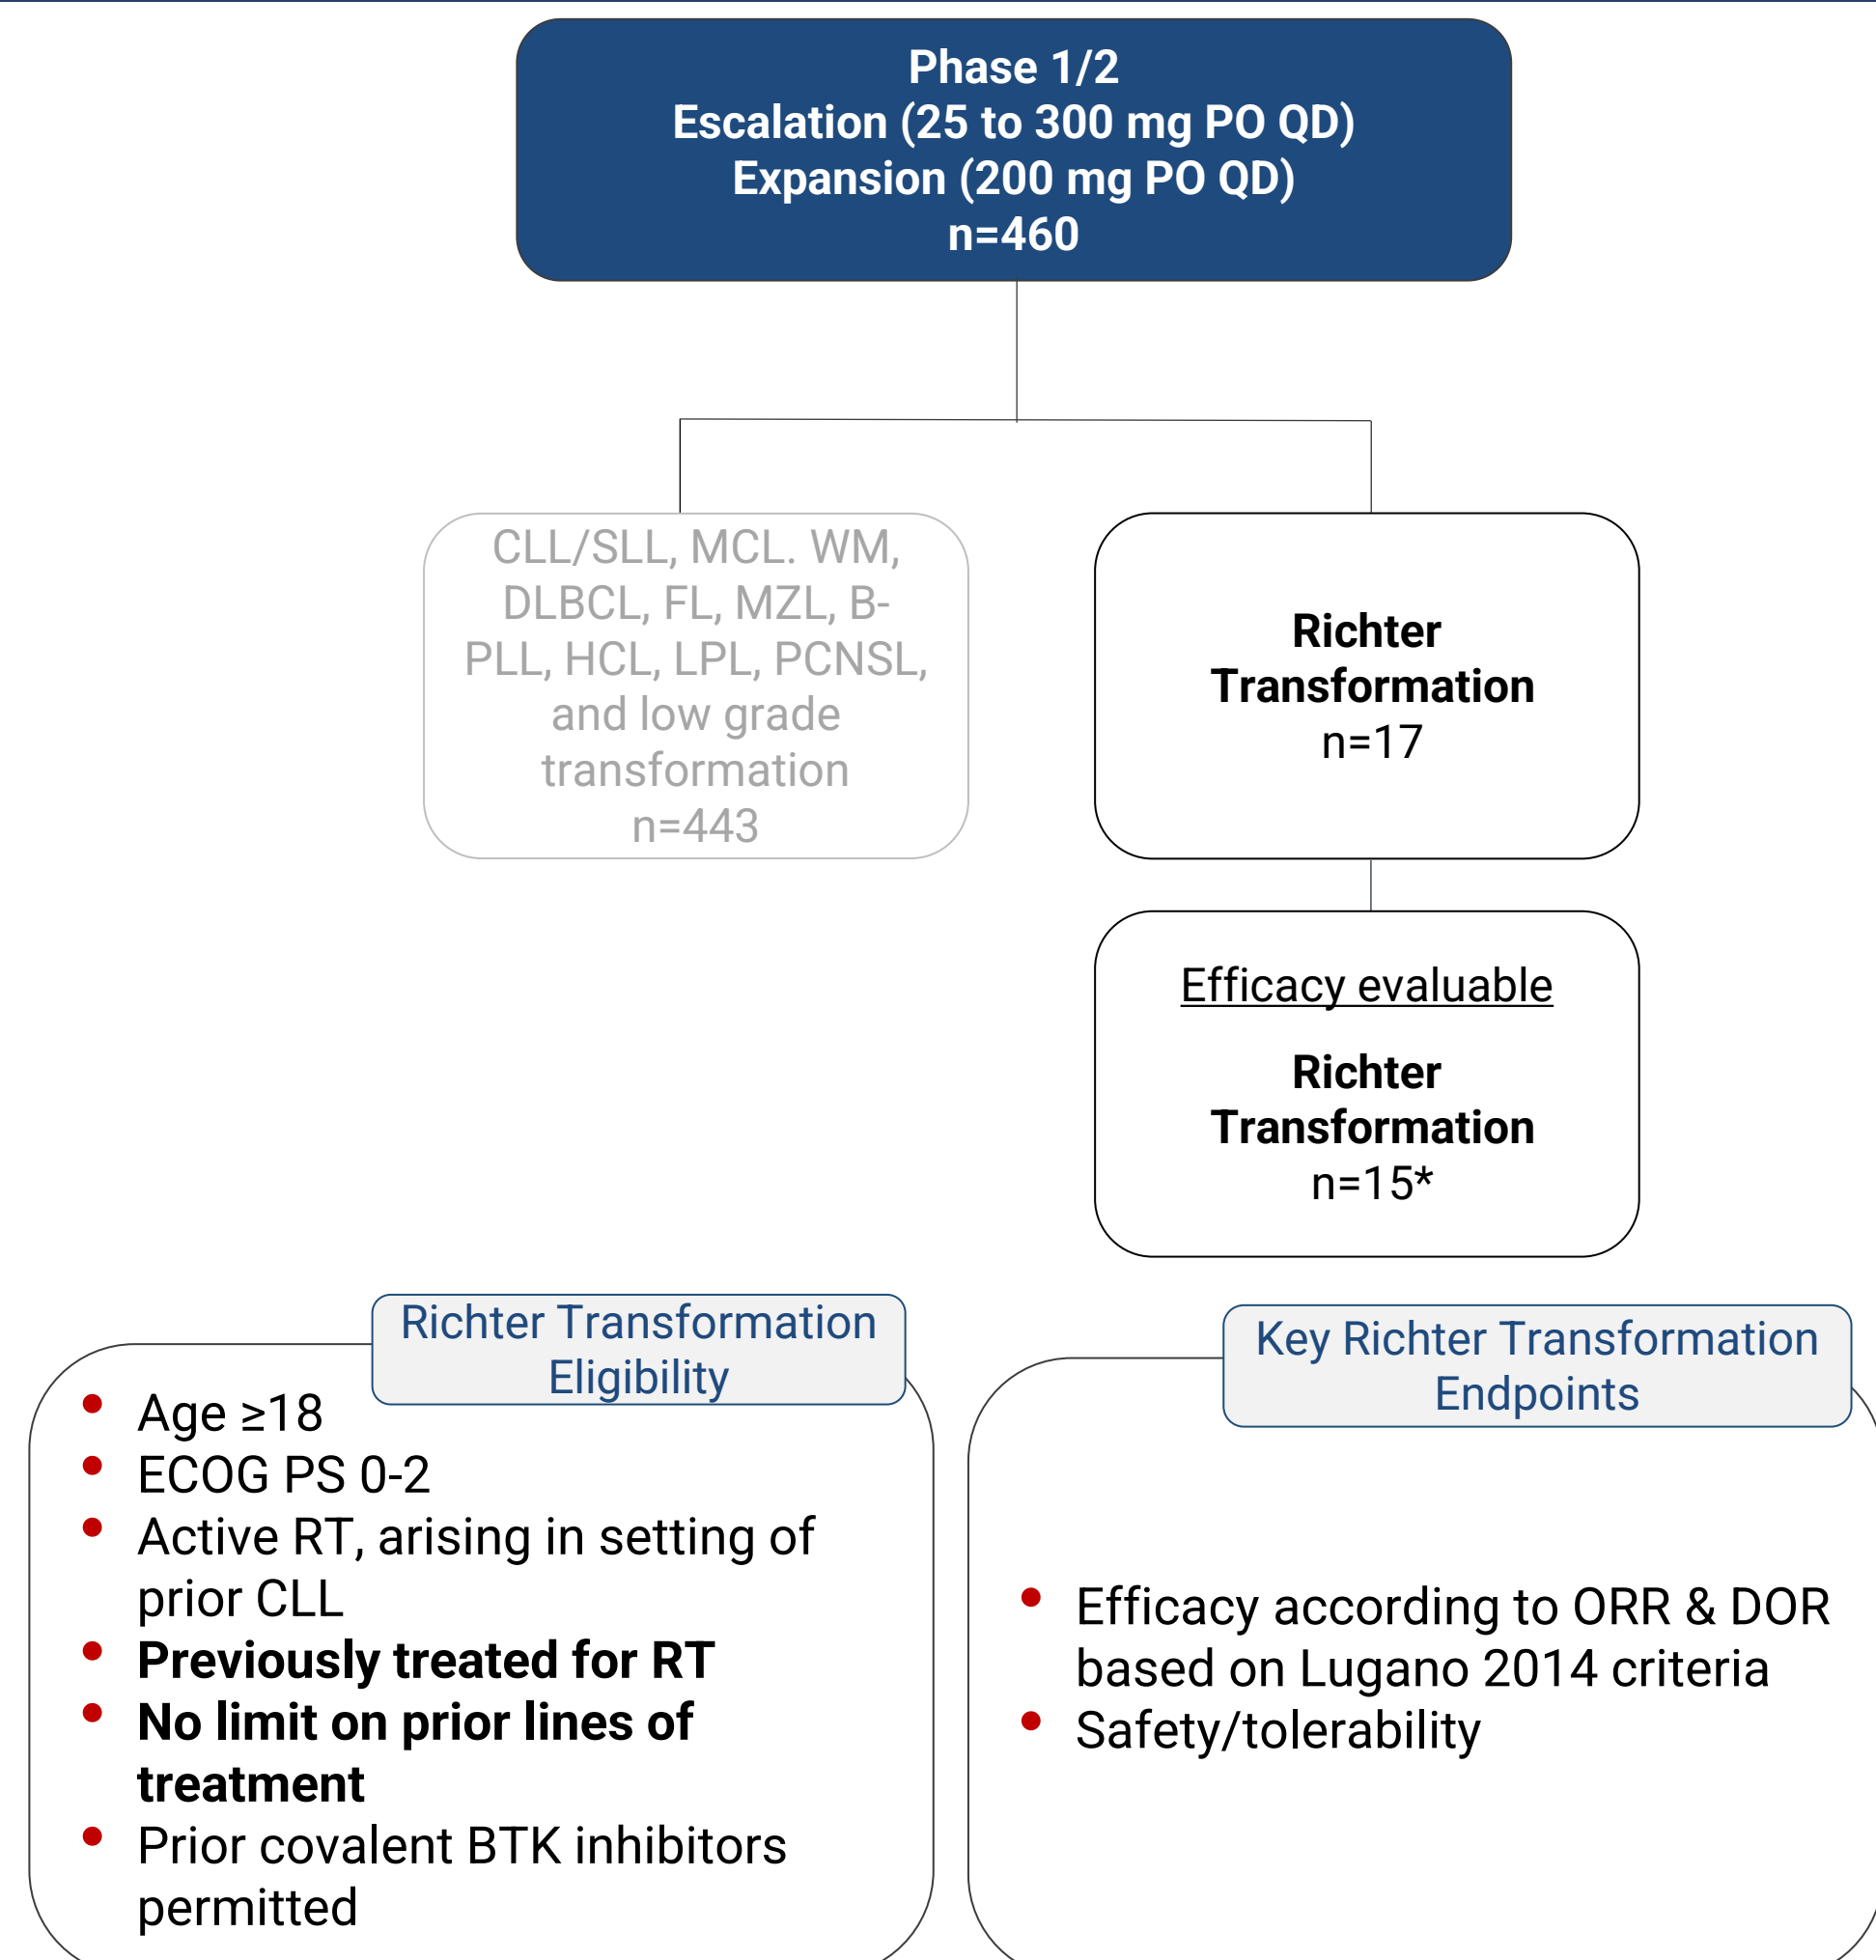 Phase 1/2
Escalation (25 to 300 mg PO QD)
Expansion (200 mg PO QD)
n=460
CLL/SLL, MCL. WM,
DLBCL, FL, MZL, B-
PLL, HCL, LPL, PCNSL,
and low grade
transformation
n=443
Richter
Transformation
n=17
Efficacy evaluable
Richter
Transformation
n=15*
Richter Transformation
Eligibility
• Age ≥18
• ECOG PS 0-2
• Active RT, arising in setting of
prior CLL
• Previously treated for RT
• No limit on prior lines of
treatment
• Prior covalent BTK inhibitors
permitted
Key Richter Transformation
Endpoints
• Efficacy according to ORR & DOR
based on Lugano 2014 criteria
• Safety/tolerability